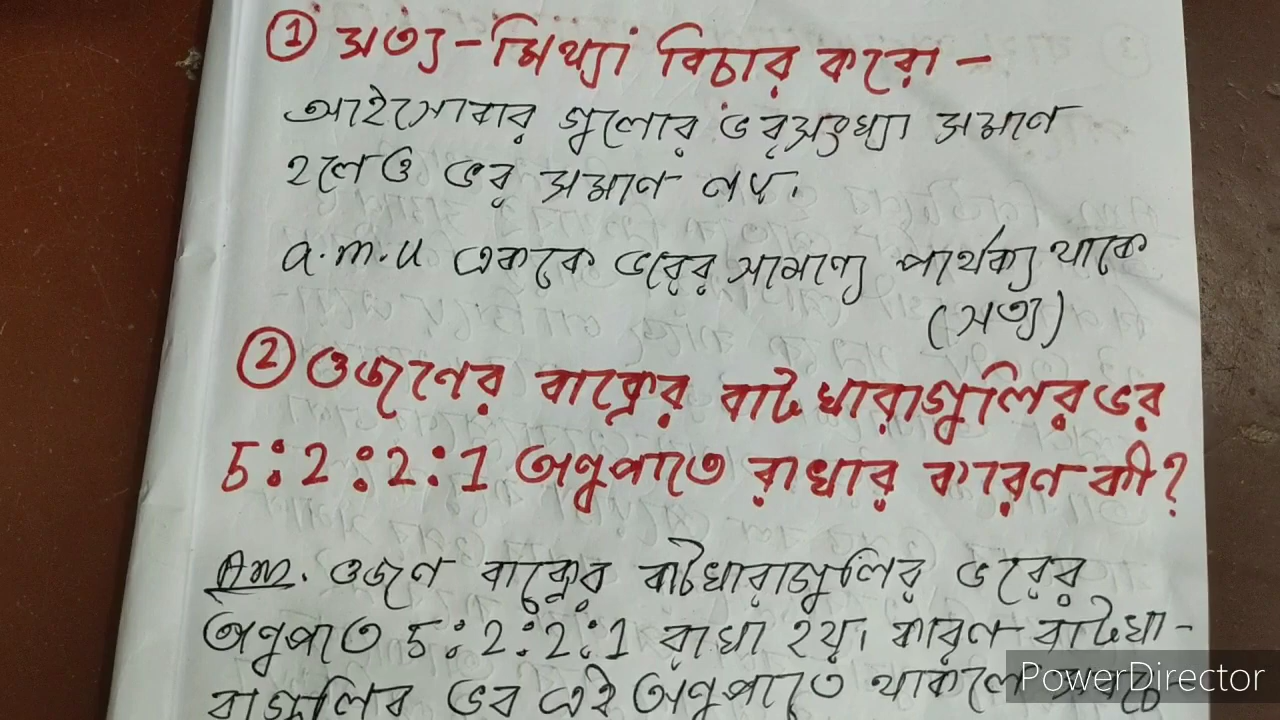 ① সত্য - মিথ্যা বিচার করো -
আইসোবার গুলোর ভরসংখ্যা সমান
হলেও ভর সমান নয়।
a.m.u এককে ভরের সামান্য পার্থক্য থাকে
(সত্য)
② ওজনের বাক্সের বাটখারাগুলির ভর
5:2:2:1 অনুপাতে রাখার কারণ কী?
Ans. ওজন বাক্সের বাটখারাগুলির ভরের
অনুপাত 5:2:2:1 রাখা হয়। কারণ বাটখা-
রাগুলির ভর এই অনুপাতে থাকলে
PowerDirector